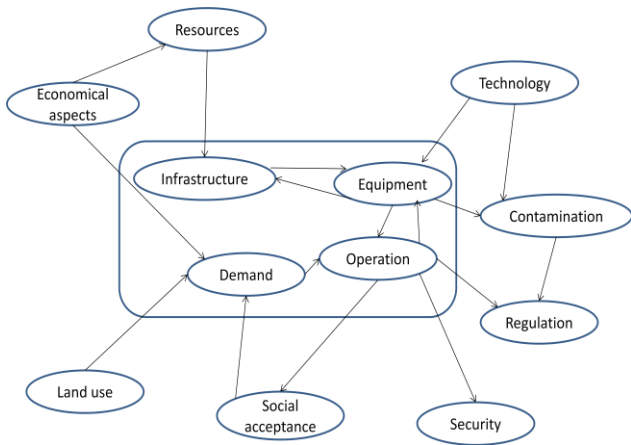 Resources
Technology
Economical
aspects
Infrastructure
Equipment
Contamination
Demand
Operation
Regulation
Land use
Social
acceptance
Security